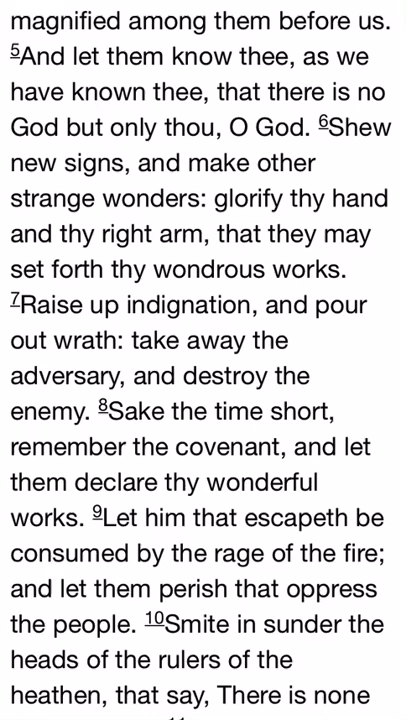 magnified among them before us.
5And let them know thee, as we
have known thee, that there is no
God but only thou, O God. 6Shew
new signs, and make other
strange wonders: glorify thy hand
and thy right arm, that they may
set forth thy wondrous works.
7Raise up indignation, and pour
out wrath: take away the
adversary, and destroy the
enemy. 8Sake the time short,
remember the covenant, and let
them declare thy wonderful
works. 9Let him that escapeth be
consumed by the rage of the fire;
and let them perish that oppress
the people. 10Smite in sunder the
heads of the rulers of the
heathen, that say, There is none
11